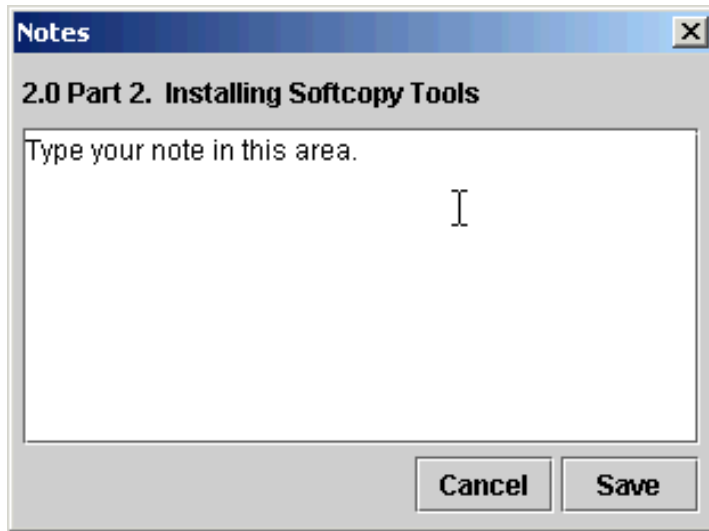 Notes
2.0 Part 2. Installing Softcopy Tools
Type your note in this area.
Cancel Save